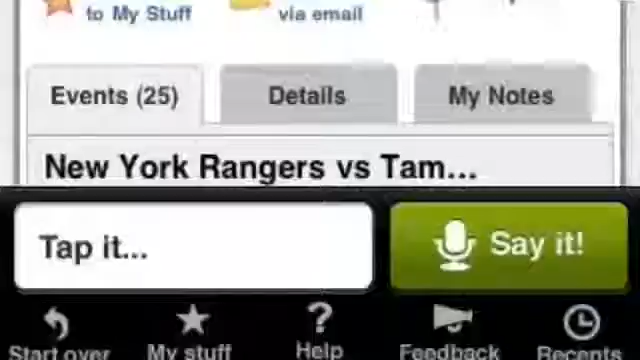 to My Stuff
via email
Events (25)
Details
My Notes
New York Rangers vs Tam...
Tap it...
Say it!
Start over
My stuff
Help
Feedback
Recents